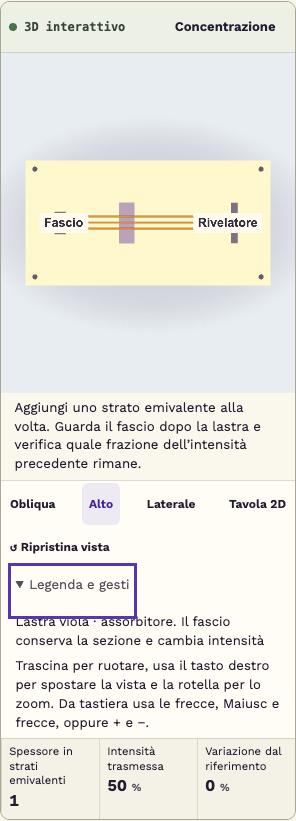 3D interattivo Concentrazione
Fascio Rivelatore
Aggiungi uno strato emivalente alla
volta. Guarda il fascio dopo la lastra e
verifica quale frazione dell’intensità
precedente rimane.
Obliqua Alto Laterale Tavola 2D
↺ Ripristina vista
▼ Legenda e gesti
Lastra viola · assorbitore. Il fascio
conserva la sezione e cambia intensità
Trascina per ruotare, usa il tasto destro
per spostare la vista e la rotella per lo
zoom. Da tastiera usa le frecce, Maiusc e
frecce, oppure + e −.
Spessore in
strati
emivalenti
1
Intensità
trasmessa
50 %
Variazione dal
riferimento
0 %